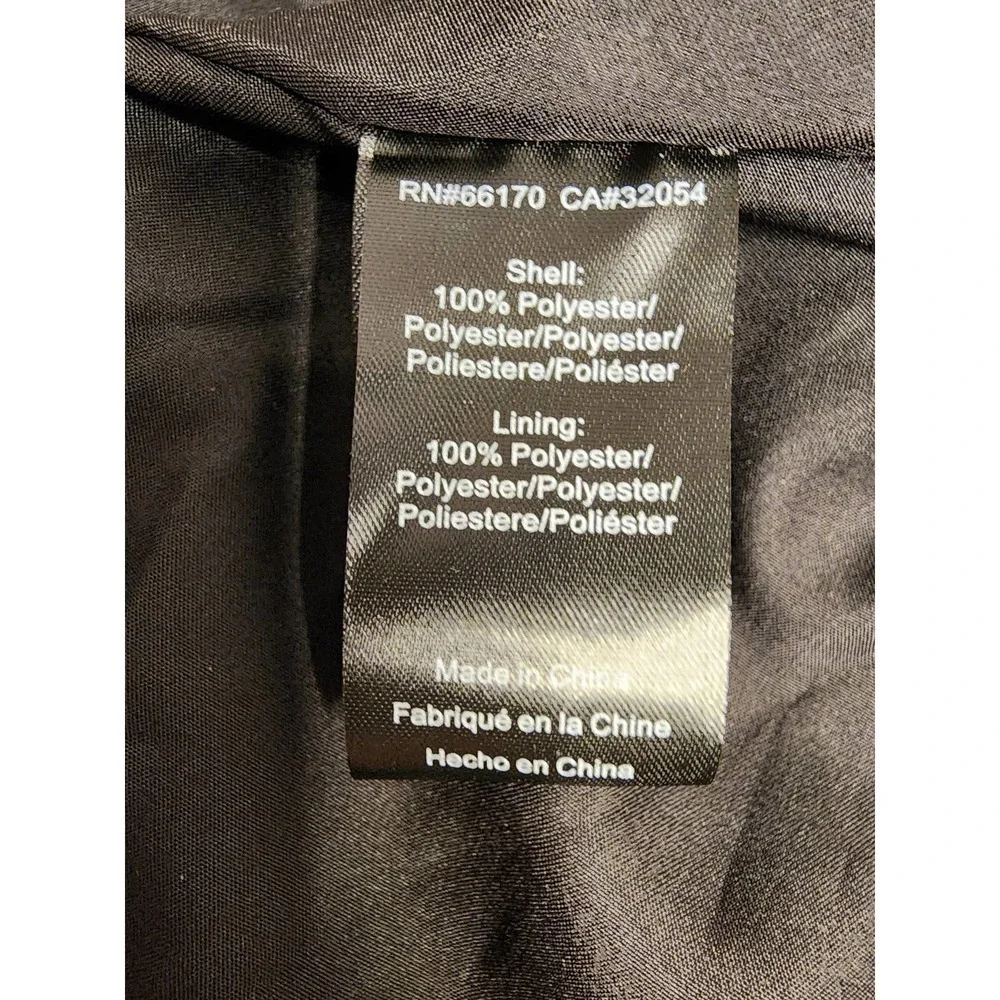 RN#66170 CA#32054
Shell:
100% Polyester/
Polyester/Polyester/
Poliestere/Poliéster
Lining:
100% Polyester/
Polyester/Polyester/
Poliestere/Poliéster
Made in China
Fabriqué en la Chine
Hecho en China